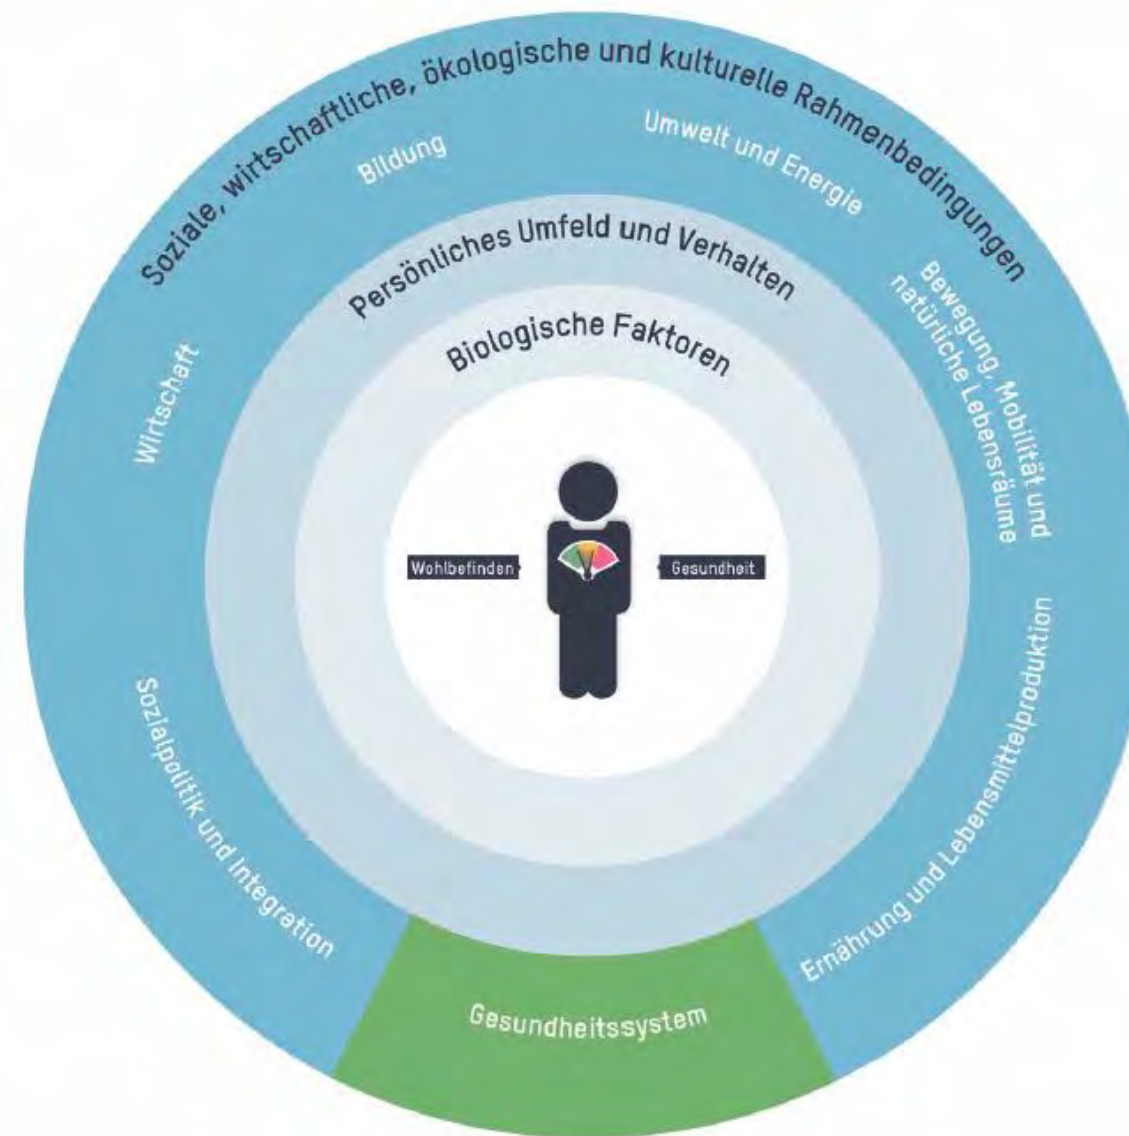 Soziale, wirtschaftliche, ökologische und kulturelle Rahmenbedingungen
Bildung
Umwelt und Energie
Persönliches Umfeld und Verhalten
Bewegung, Mobilität und
natürliche Lebensräume
Biologische Faktoren
Wirtschaft
Wohlbefinden
Gesundheit
Sozialpolitik und Integration
Ernährung und Lebensmittelproduktion
Gesundheitssystem